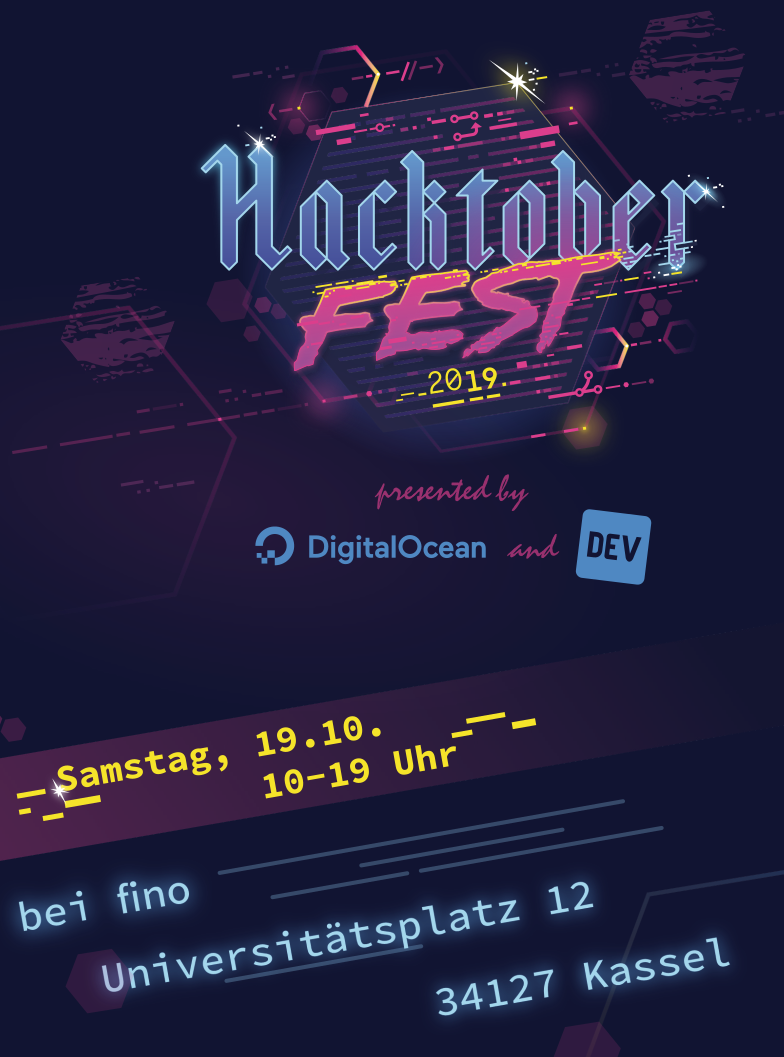 Hacktober
FEST
2019.
presented by
DigitalOcean and DEV
Samstag, 19.10.
10-19 Uhr
bei fino
Universitätsplatz 12
34127 Kassel